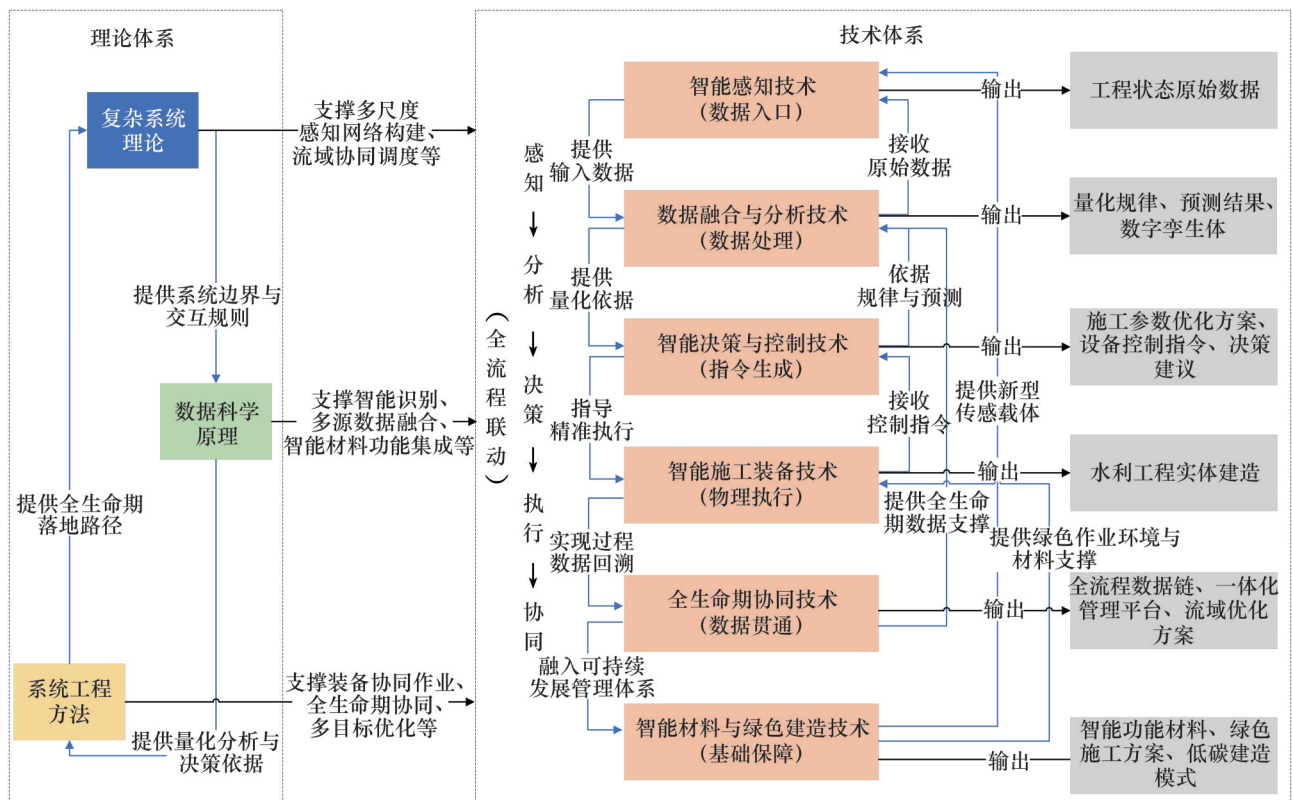 理论体系
复杂系统
理论
提供系统边界与
交互规则
数据科学
原理
提供全生命期
落地路径
系统工程
方法
提供量化分析与
决策依据
支撑多尺度
感知网络构建、
流域协同调度等
支撑智能识别、
多源数据融合、
智能材料功能集成等
支撑装备协同作业、
全生命期协同、
多目标优化等
技术体系
(全流程联动)
感知
分析
决策
执行
协同
智能感知技术
(数据入口)
输出
工程状态原始数据
提供
输入数据
接收
原始数据
数据融合与分析技术
(数据处理)
输出
量化规律、预测结果、
数字孪生体
提供
量化依据
依据
规律与预测
智能决策与控制技术
(指令生成)
输出
施工参数优化方案、
设备控制指令、决策
建议
指导
精准执行
接收
控制指令
提供新型
传感载体
智能施工装备技术
(物理执行)
输出
水利工程实体建造
实现过程
数据回溯
提供全生命
期数据支撑
提供绿色作业环境与
材料支撑
全生命期协同技术
(数据贯通)
输出
全流程数据链、一体化
管理平台、流域优化
方案
融入可持续
发展管理体系
智能材料与绿色建造技术
(基础保障)
输出
智能功能材料、绿色
施工方案、低碳建造
模式